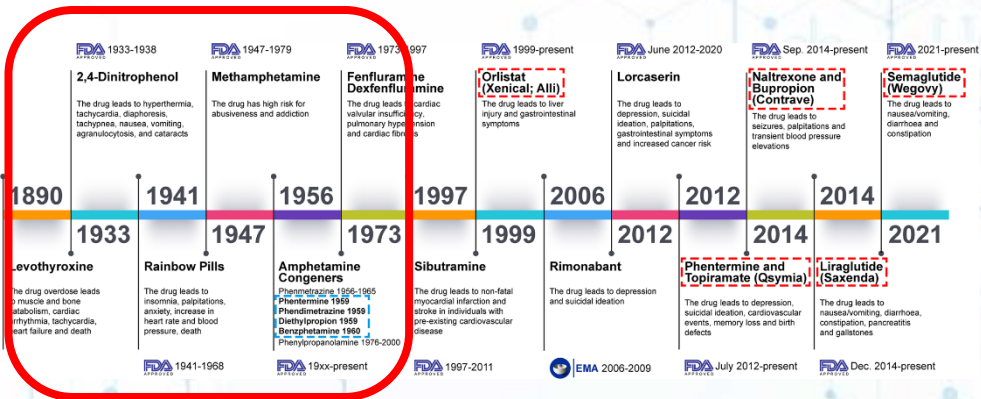 FDA APPROVED 1933-1938
2,4-Dinitrophenol
The drug leads to hyperthermia,
tachycardia, diaphoresis,
tachypnea, nausea, vomiting,
agranulocytosis, and cataracts
FDA APPROVED 1947-1979
Methamphetamine
The drug has high risk for
abusiveness and addiction
FDA APPROVED 1973-1997
Fenfluramine
Dexfenfluramine
The drug leads to cardiac
valvular insufficiency,
pulmonary hypertension
and cardiac fibrosis
FDA APPROVED 1999-present
Orlistat
(Xenical; Alli)
The drug leads to liver
injury and gastrointestinal
symptoms
FDA APPROVED June 2012-2020
Lorcaserin
The drug leads to
depression, suicidal
ideation, palpitations,
gastrointestinal symptoms
and increased cancer risk
FDA APPROVED Sep. 2014-present
Naltrexone and
Bupropion
(Contrave)
The drug leads to
seizures, palpitations and
transient blood pressure
elevations
FDA APPROVED 2021-present
Semaglutide
(Wegovy)
The drug leads to
nausea/vomiting,
diarrhoea and
constipation
1890
1933
1941
1947
1956
1973
1997
1999
2006
2012
2012
2014
2014
2021
Levothyroxine
The drug overdose leads
to muscle and bone
catabolism, cardiac
arrhythmia, tachycardia,
heart failure and death
Rainbow Pills
The drug leads to
insomnia, palpitations,
anxiety, increase in
heart rate and blood
pressure, death
FDA APPROVED 1941-1968
Amphetamine
Congeners
Phenmetrazine 1956-1965
Phentermine 1959
Phendimetrazine 1959
Diethylpropion 1959
Benzphetamine 1960
Phenylpropanolamine 1976-2000
FDA APPROVED 19xx-present
Sibutramine
The drug leads to non-fatal
myocardial infarction and
stroke in individuals with
pre-existing cardiovascular
disease
FDA APPROVED 1997-2011
Rimonabant
The drug leads to depression
and suicidal ideation
EMA 2006-2009
Phentermine and
Topiramate (Qsymia)
The drug leads to depression,
suicidal ideation, cardiovascular
events, memory loss and birth
defects
FDA APPROVED July 2012-present
Liraglutide
(Saxenda)
The drug leads to
nausea/vomiting, diarrhoea,
constipation, pancreatitis
and gallstones
FDA APPROVED Dec. 2014-present